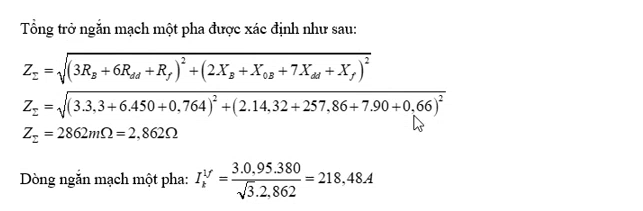 Tổng trở ngắn mạch một pha được xác định như sau:
Z_Σ = √((3R_B + 6R_dd + R_f)^2 + (2X_B + X_0B + 7X_dd + X_f)^2)
Z_Σ = √((3.3,3 + 6.450 + 0,764)^2 + (2.14,32 + 257,86 + 7.90 + 0,66)^2)
Z_Σ = 2862mΩ = 2,862Ω
Dòng ngắn mạch một pha: I_k^1f = 3.0,95.380 / √3.2,862 = 218,48A